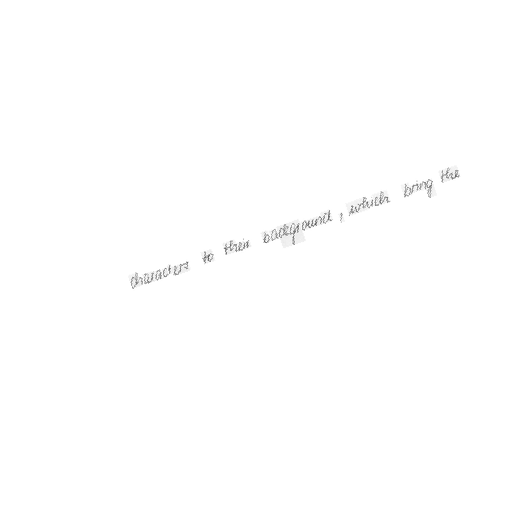 characters to their background, which bring the